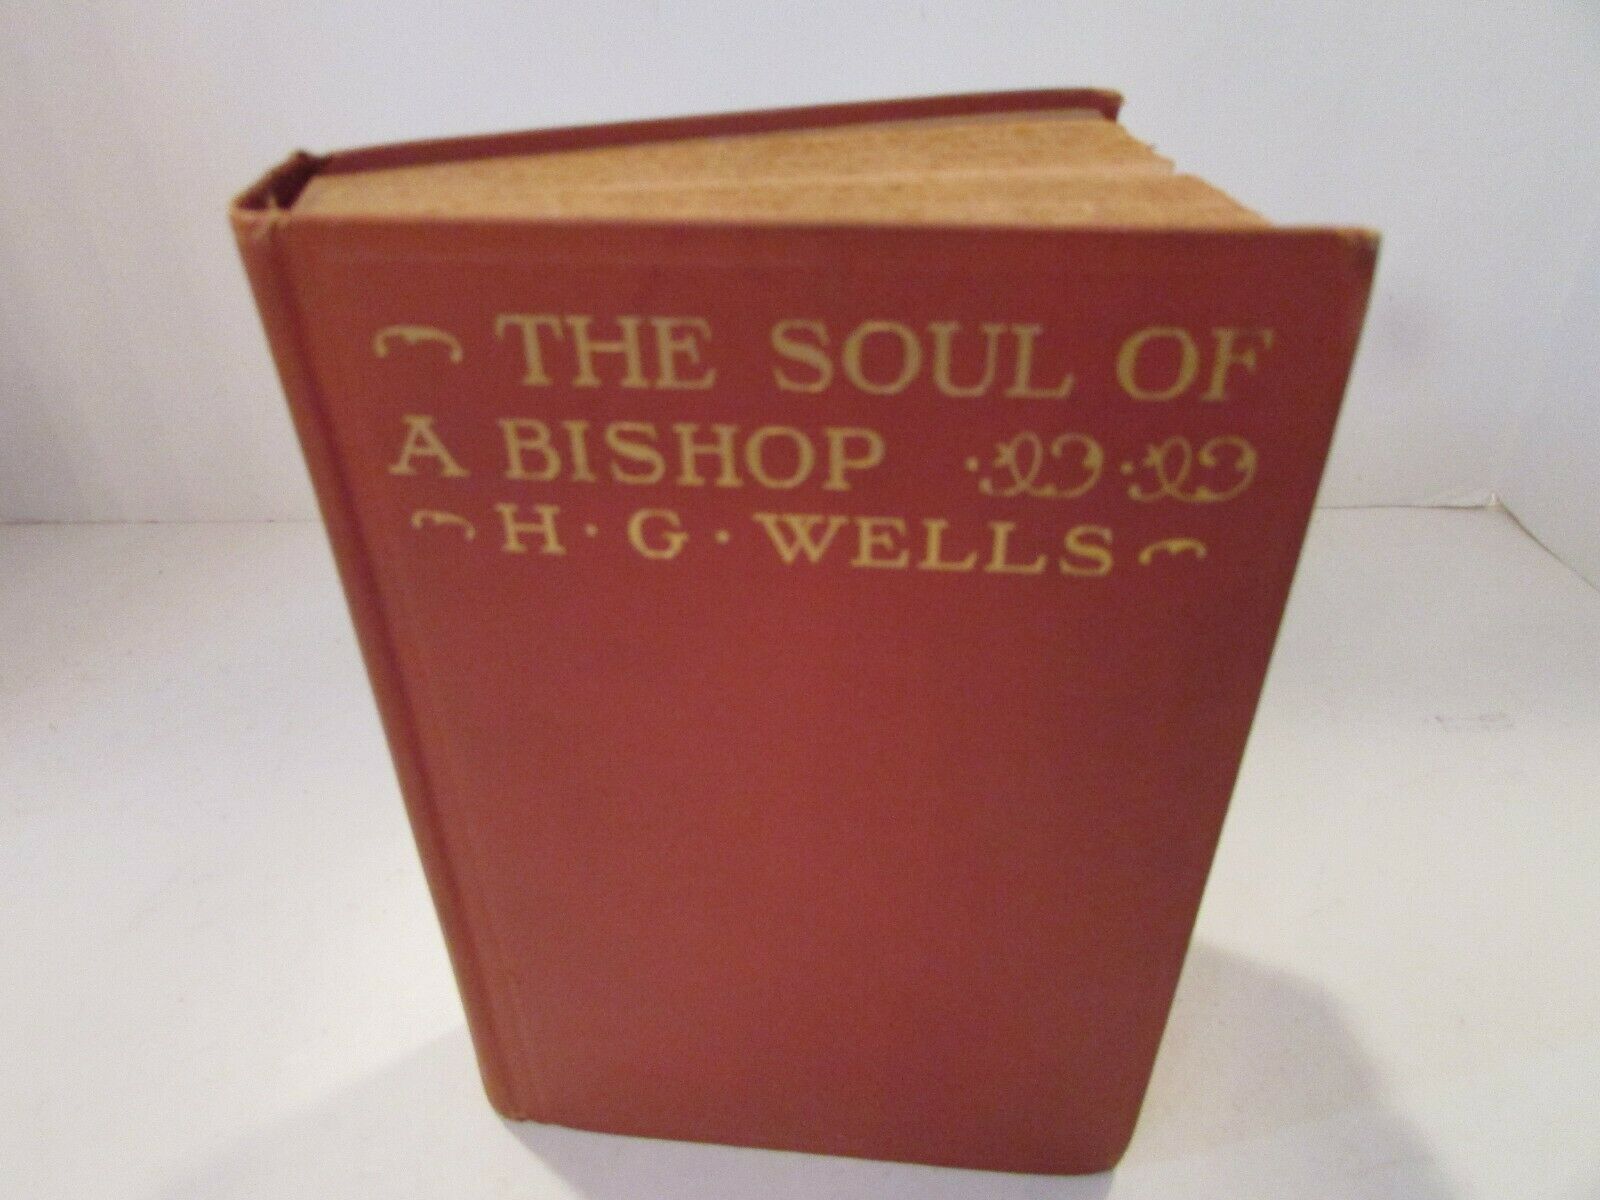 THE SOUL OF
A BISHOP
H · G · WELLS